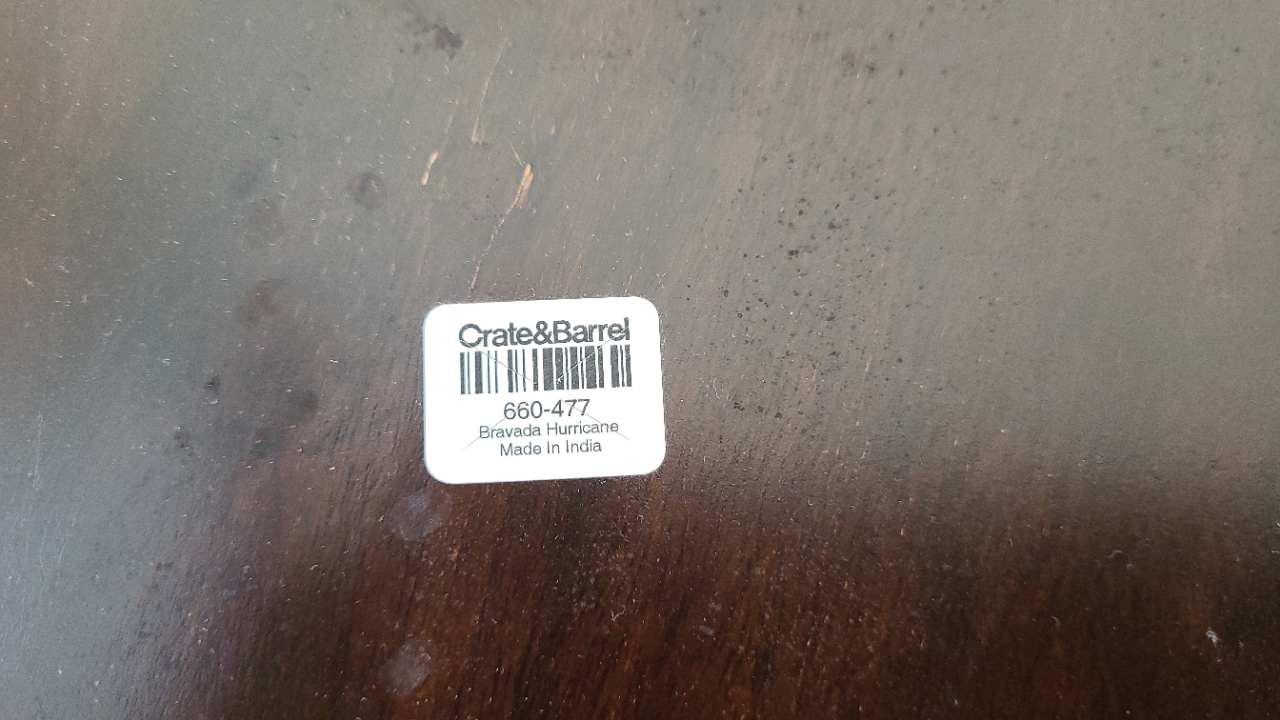 Crate&Barrel
660-477
Bravada Hurricane
Made In India